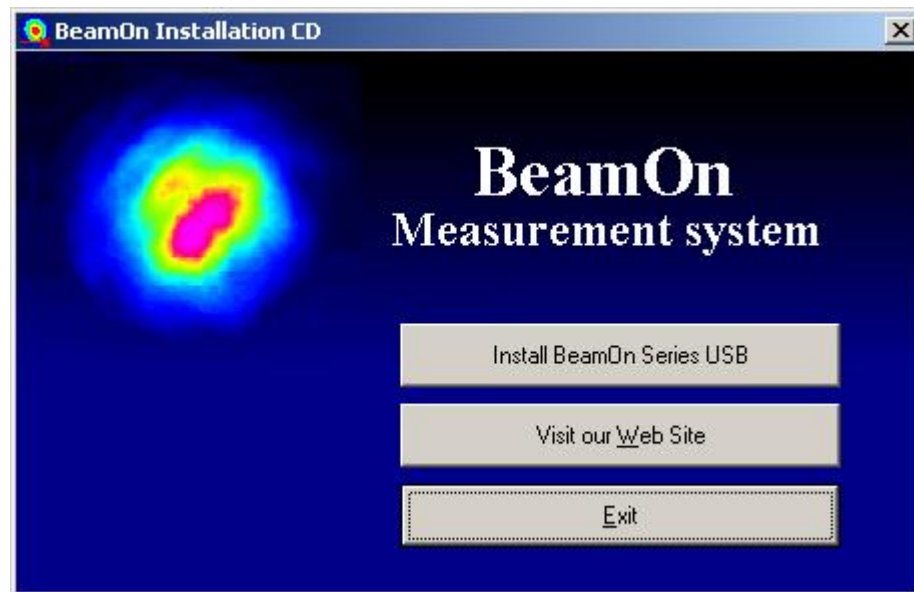 BeamOn Installation CD
BeamOn
Measurement system
Install BeamOn Series USB
Visit our Web Site
Exit